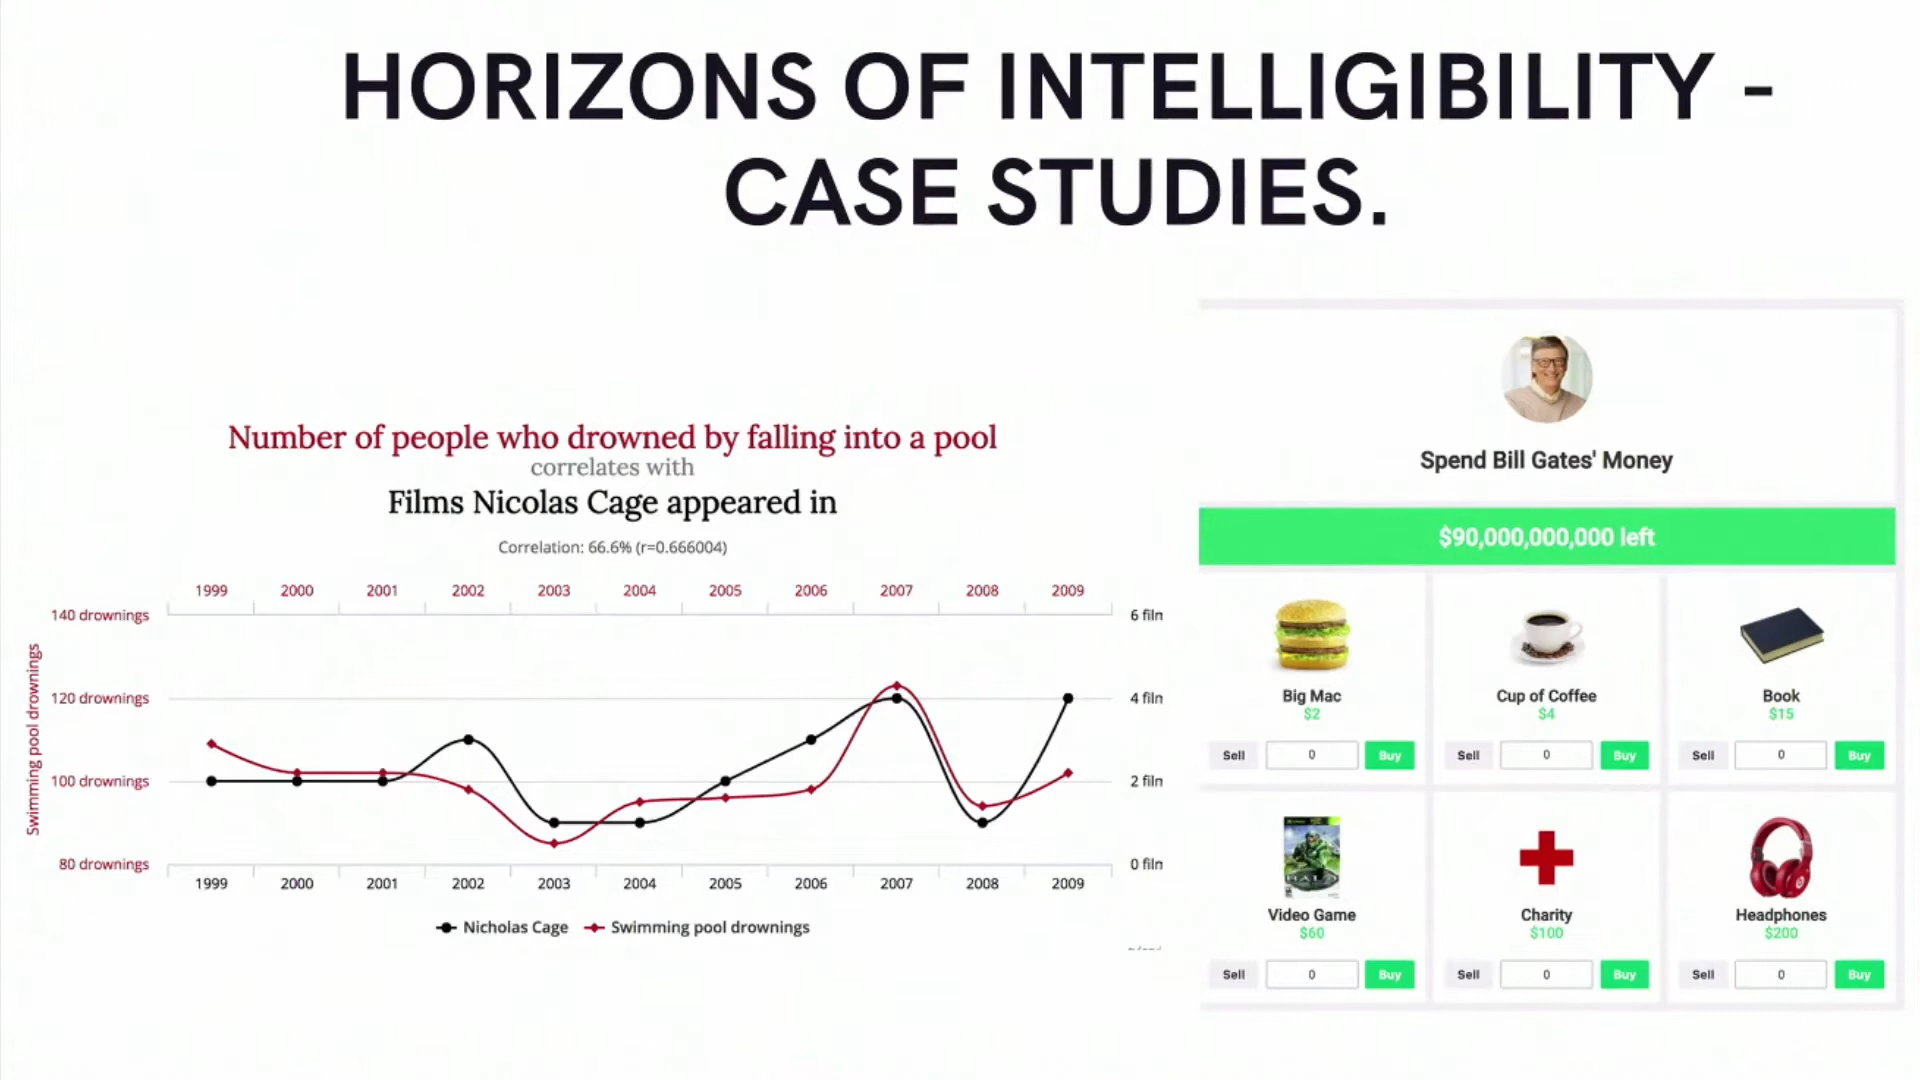 HORIZONS OF INTELLIGIBILITY -
CASE STUDIES.
Number of people who drowned by falling into a pool
correlates with
Films Nicolas Cage appeared in
Correlation: 66.6% (r=0.666004)
1999 2000 2001 2002 2003 2004 2005 2006 2007 2008 2009
140 drownings 6 film
120 drownings 4 film
100 drownings 2 film
80 drownings 0 film
Swimming pool drownings
1999 2000 2001 2002 2003 2004 2005 2006 2007 2008 2009
Nicholas Cage Swimming pool drownings
Spend Bill Gates' Money
$90,000,000,000 left
Big Mac Cup of Coffee Book
$2 $4 $15
Sell 0 Buy Sell 0 Buy Sell 0 Buy
HALO
Video Game Charity Headphones
$60 $100 $200
Sell 0 Buy Sell 0 Buy Sell 0 Buy